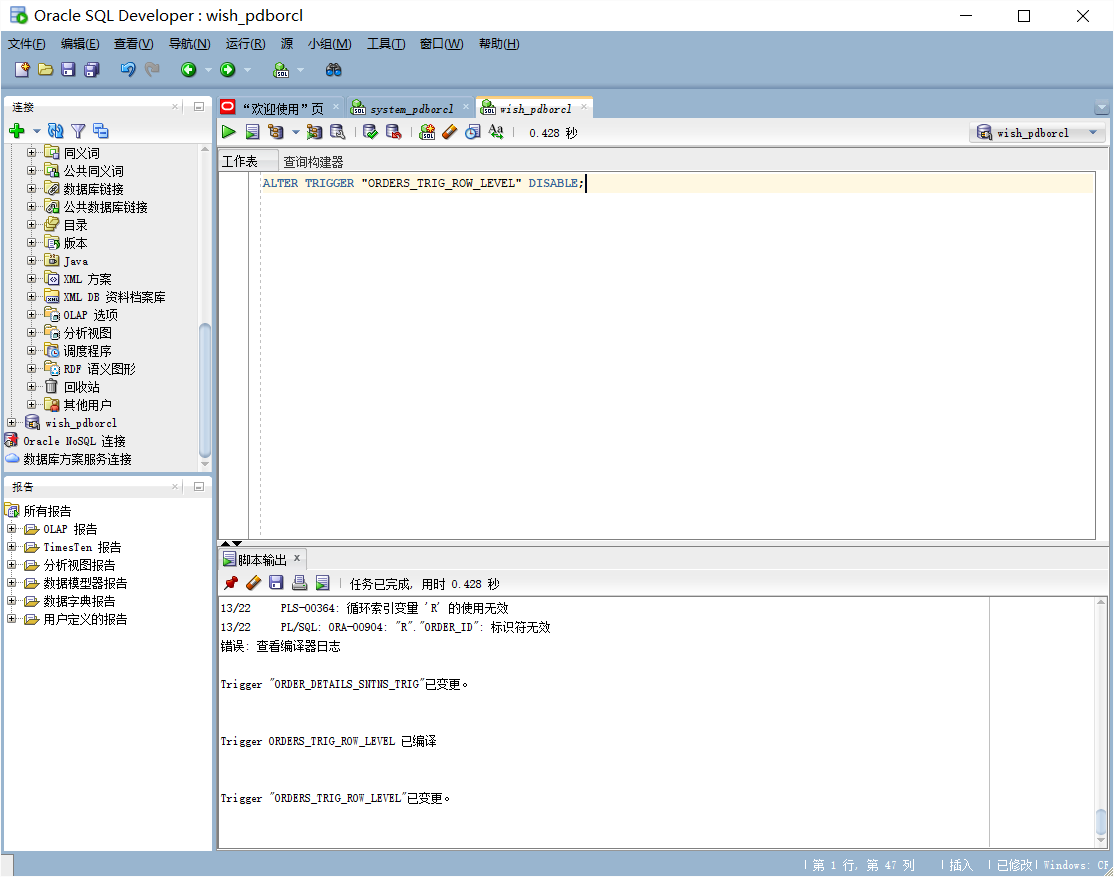 Oracle SQL Developer : wish_pdborcl
文件(F) 编辑(E) 查看(V) 导航(N) 运行(R) 源 小组(M) 工具(T) 窗口(W) 帮助(H)
连接
同义词
公共同义词
数据库链接
公共数据库链接
目录
版本
Java
XML 方案
XML DB 资料档案库
OLAP 选项
分析视图
调度程序
RDF 语义图形
回收站
其他用户
wish_pdborcl
Oracle NoSQL 连接
数据库方案服务连接
报告
所有报告
OLAP 报告
TimesTen 报告
分析视图报告
数据模型器报告
数据字典报告
用户定义的报告
“欢迎使用”页 system_pdborcl wish_pdborcl
0.428 秒 wish_pdborcl
工作表 查询构建器
ALTER TRIGGER "ORDERS_TRIG_ROW_LEVEL" DISABLE;
脚本输出
任务已完成, 用时 0.428 秒
13/22 PLS-00364: 循环索引变量 'R' 的使用无效
13/22 PL/SQL: ORA-00904: "R"."ORDER_ID": 标识符无效
错误: 查看编译器日志
Trigger "ORDER_DETAILS_SNTNS_TRIG"已变更。
Trigger ORDERS_TRIG_ROW_LEVEL 已编译
Trigger "ORDERS_TRIG_ROW_LEVEL"已变更。
第 1 行, 第 47 列 插入 已修改 Windows: CR